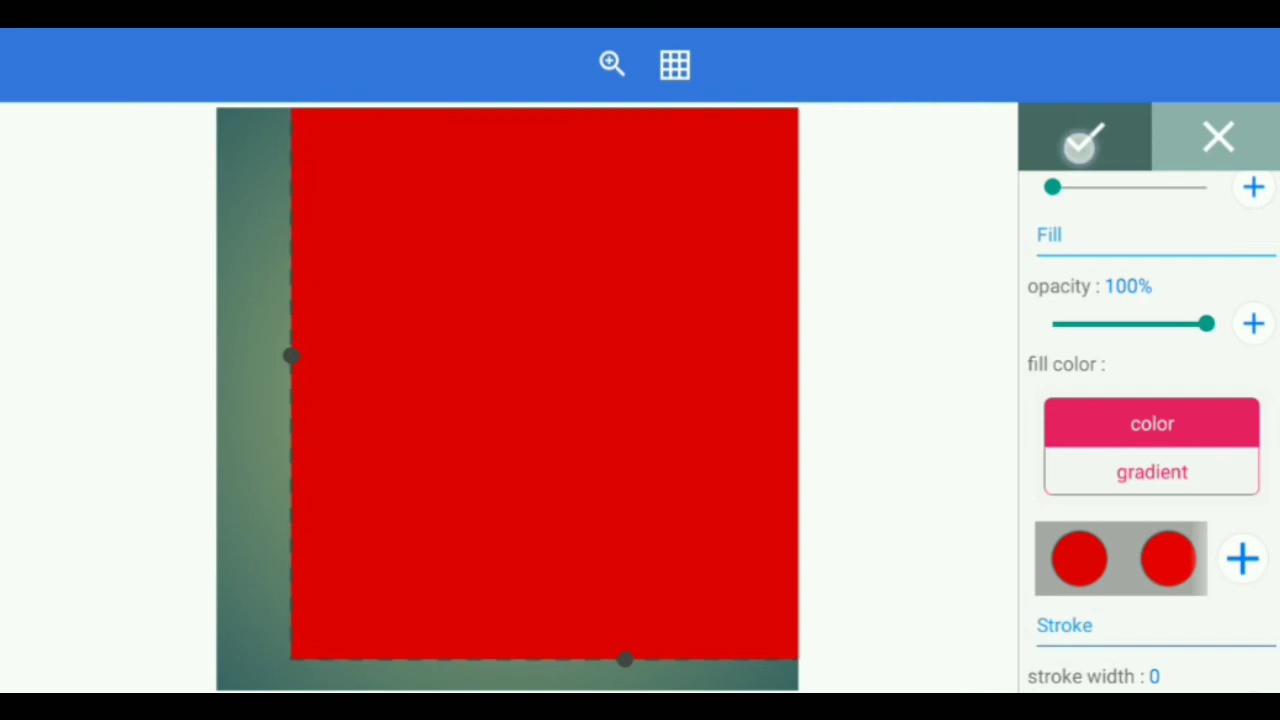 Fill
opacity : 100%
fill color :
color
gradient
Stroke
stroke width : 0